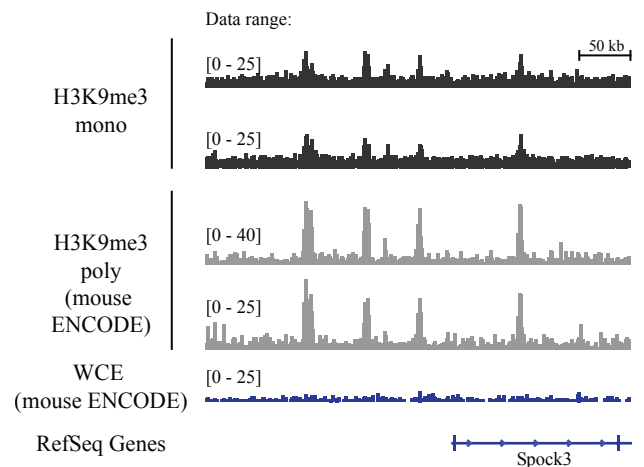 Data range:
50 kb
[0 - 25]
H3K9me3
mono
[0 - 25]
[0 - 40]
H3K9me3
poly
(mouse
ENCODE)
[0 - 25]
WCE
(mouse ENCODE)
[0 - 25]
RefSeq Genes
Spock3